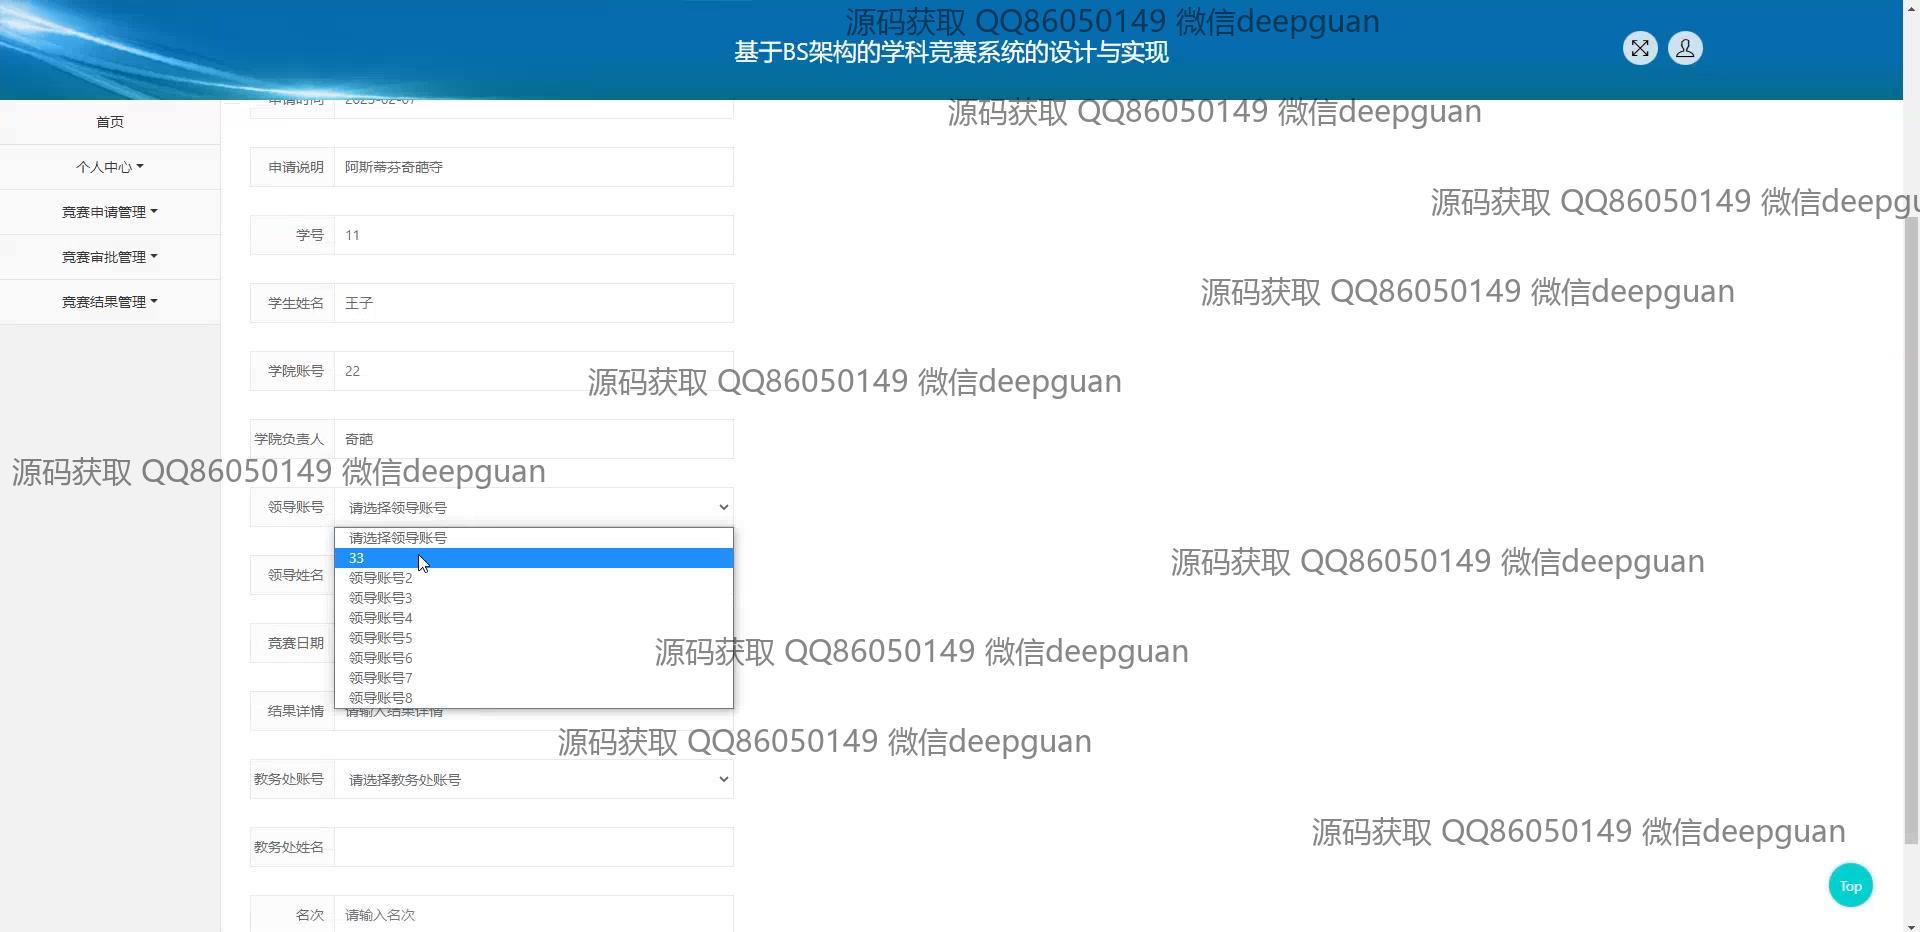 源码获取 QQ86050149 微信deepguan
基于BS架构的学科竞赛系统的设计与实现
申请时间 2023-02-07
源码获取 QQ86050149 微信deepguan
首页
个人中心
申请说明 阿斯蒂芬奇葩夺
源码获取 QQ86050149 微信deepgu
竞赛申请管理
学号 11
竞赛审批管理
源码获取 QQ86050149 微信deepguan
竞赛结果管理
学生姓名 王子
学院账号 22
源码获取 QQ86050149 微信deepguan
学院负责人 奇葩
源码获取 QQ86050149 微信deepguan
领导账号 请选择领导账号
请选择领导账号
33
源码获取 QQ86050149 微信deepguan
领导姓名
领导账号2
领导账号3
领导账号4
领导账号5
竞赛日期
源码获取 QQ86050149 微信deepguan
领导账号6
领导账号7
领导账号8
结果详情 请输入结果详情
源码获取 QQ86050149 微信deepguan
教务处账号 请选择教务处账号
源码获取 QQ86050149 微信deepguan
教务处姓名
Top
名次 请输入名次